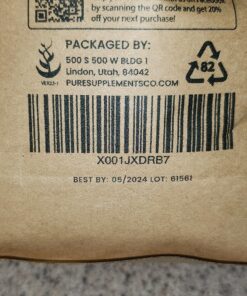 by scanning the QR code and get 20%
off your next purchase!
PACKAGED BY:
500 S 500 W BLDG 1
Lindon, Utah, 84042
PURESUPPLEMENTSCO.COM
82
X001JXDRB7
BEST BY: 05/2024 LOT: 61561